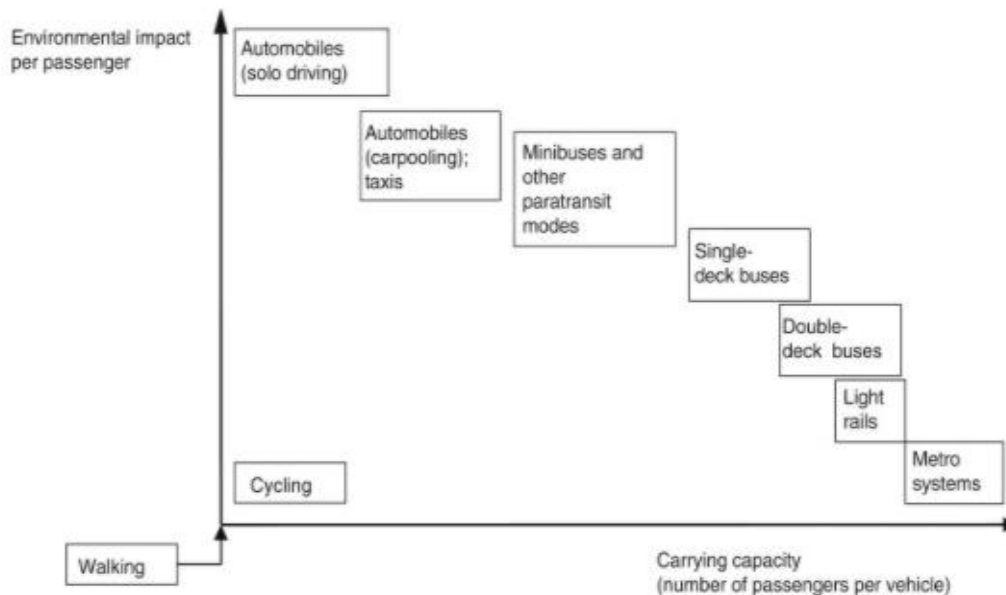 Environmental impact
per passenger
Automobiles
(solo driving)
Automobiles
(carpooling);
taxis
Minibuses and
other
paratransit
modes
Single-
deck buses
Double-
deck buses
Light
rails
Metro
systems
Cycling
Walking
Carrying capacity
(number of passengers per vehicle)